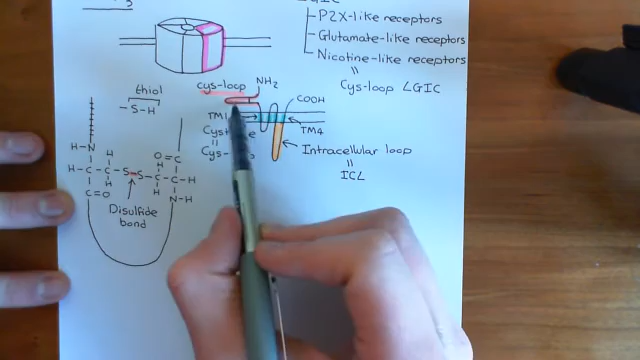 P2X-like receptors
Glutamate-like receptors
Nicotine-like receptors
=
Cys-loop LGIC
thiol
-S-H
cys-loop
NH2
COOH
TM1
TM4
Intracellular loop
=
ICL
H-N
O=C
H-C-C-S-S-C-C-H
H
H
H
H
C=O
N-H
Disulfide
bond